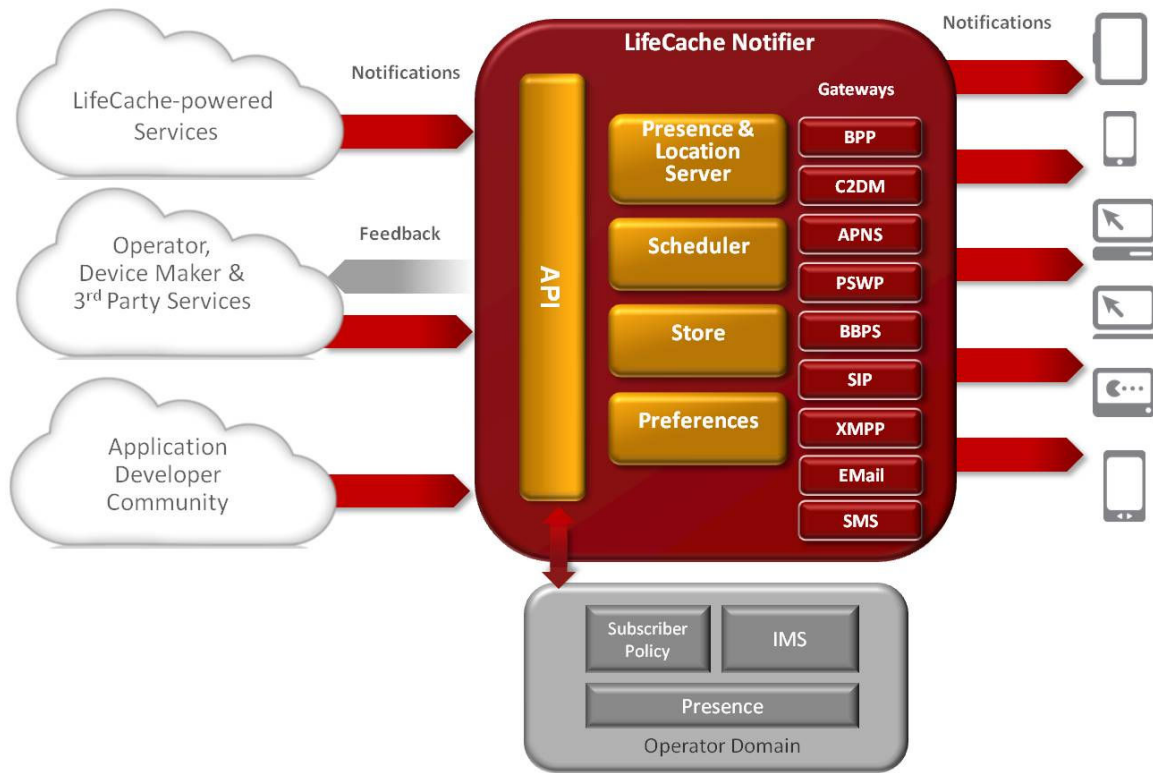 Notifications
LifeCache Notifier
Notifications
LifeCache-powered
Services
Feedback
Operator,
Device Maker &
3rd Party Services
Application
Developer
Community
API
Presence &
Location
Server
Scheduler
Store
Preferences
Gateways
BPP
C2DM
APNS
PSWP
BBPS
SIP
XMPP
EMail
SMS
Subscriber
Policy
IMS
Presence
Operator Domain